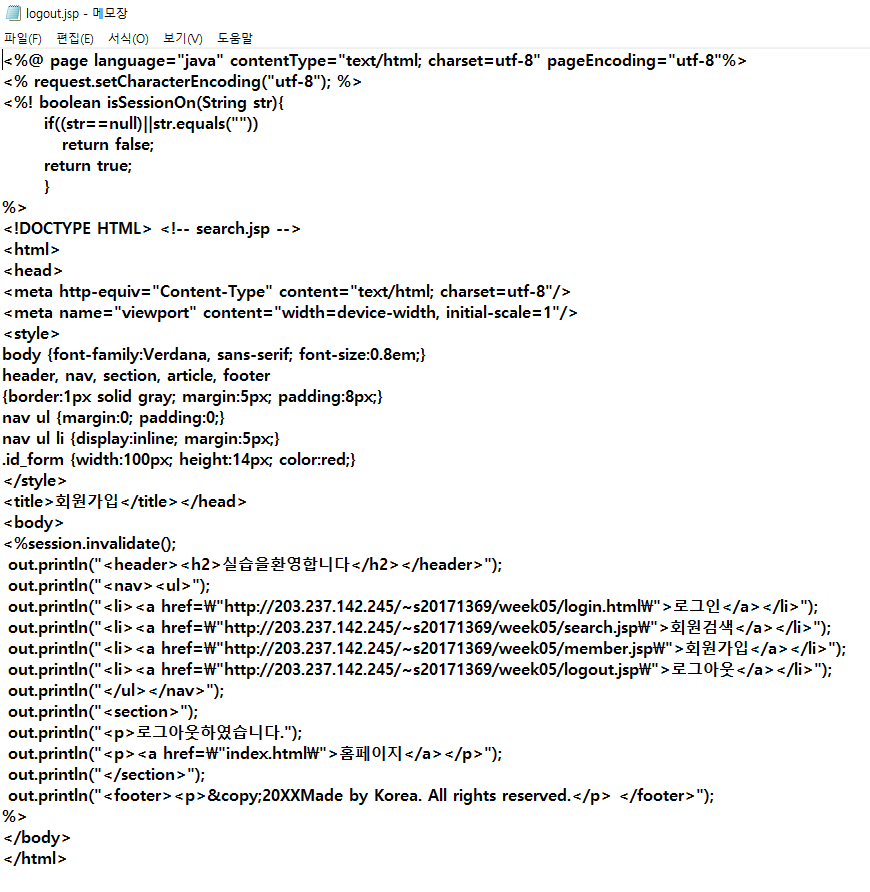 logout.jsp - 메모장
파일(F) 편집(E) 서식(O) 보기(V) 도움말
<%@ page language="java" contentType="text/html; charset=utf-8" pageEncoding="utf-8"%>
<% request.setCharacterEncoding("utf-8"); %>
<%! boolean isSessionOn(String str){
if((str==null)||str.equals(""))
return false;
return true;
}
%>
<!DOCTYPE HTML> <!-- search.jsp -->
<html>
<head>
<meta http-equiv="Content-Type" content="text/html; charset=utf-8"/>
<meta name="viewport" content="width=device-width, initial-scale=1"/>
<style>
body {font-family:Verdana, sans-serif; font-size:0.8em;}
header, nav, section, article, footer
{border:1px solid gray; margin:5px; padding:8px;}
nav ul {margin:0; padding:0;}
nav ul li {display:inline; margin:5px;}
.id_form {width:100px; height:14px; color:red;}
</style>
<title>회원가입</title></head>
<body>
<%session.invalidate();
out.println("<header><h2>실습을환영합니다</h2></header>");
out.println("<nav><ul>");
out.println("<li><a href=₩"http://203.237.142.245/~s20171369/week05/login.html₩">로그인</a></li>");
out.println("<li><a href=₩"http://203.237.142.245/~s20171369/week05/search.jsp₩">회원검색</a></li>");
out.println("<li><a href=₩"http://203.237.142.245/~s20171369/week05/member.jsp₩">회원가입</a></li>");
out.println("<li><a href=₩"http://203.237.142.245/~s20171369/week05/logout.jsp₩">로그아웃</a></li>");
out.println("</ul></nav>");
out.println("<section>");
out.println("<p>로그아웃하였습니다.");
out.println("<p><a href=₩"index.html₩">홈페이지</a></p>");
out.println("</section>");
out.println("<footer><p>&copy;20XXMade by Korea. All rights reserved.</p> </footer>");
%>
</body>
</html>